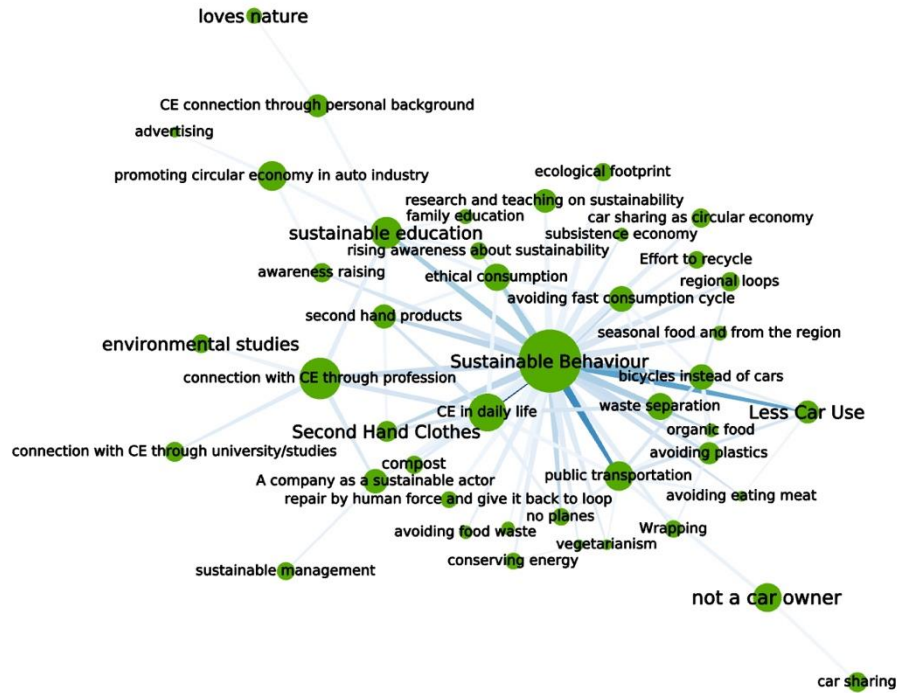 loves nature
CE connection through personal background
advertising
promoting circular economy in auto industry
ecological footprint
research and teaching on sustainability
family education
car sharing as circular economy
sustainable education
subsistence economy
rising awareness about sustainability
Effort to recycle
awareness raising
ethical consumption
regional loops
avoiding fast consumption cycle
second hand products
seasonal food and from the region
environmental studies
Sustainable Behaviour
connection with CE through profession
bicycles instead of cars
CE in daily life
waste separation
Less Car Use
Second Hand Clothes
organic food
connection with CE through university/studies
avoiding plastics
compost
public transportation
A company as a sustainable actor
repair by human force and give it back to loop
avoiding eating meat
no planes
avoiding food waste
Wrapping
vegetarianism
conserving energy
sustainable management
not a car owner
car sharing